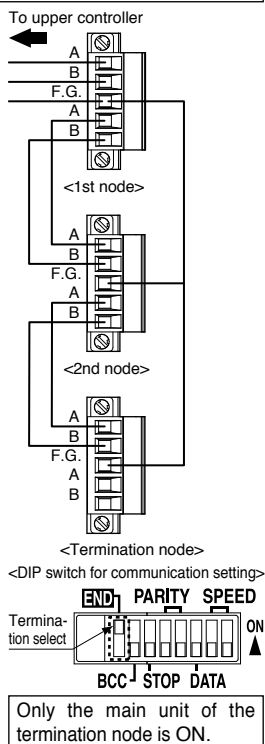 To upper controller
A
B
F.G.
A
B
<1st node>
A
B
F.G.
A
B
<2nd node>
A
B
F.G.
A
B
<Termination node>
<DIP switch for communication setting>
END PARITY SPEED
Termina-
tion select
ON
BCC STOP DATA
Only the main unit of the
termination node is ON.